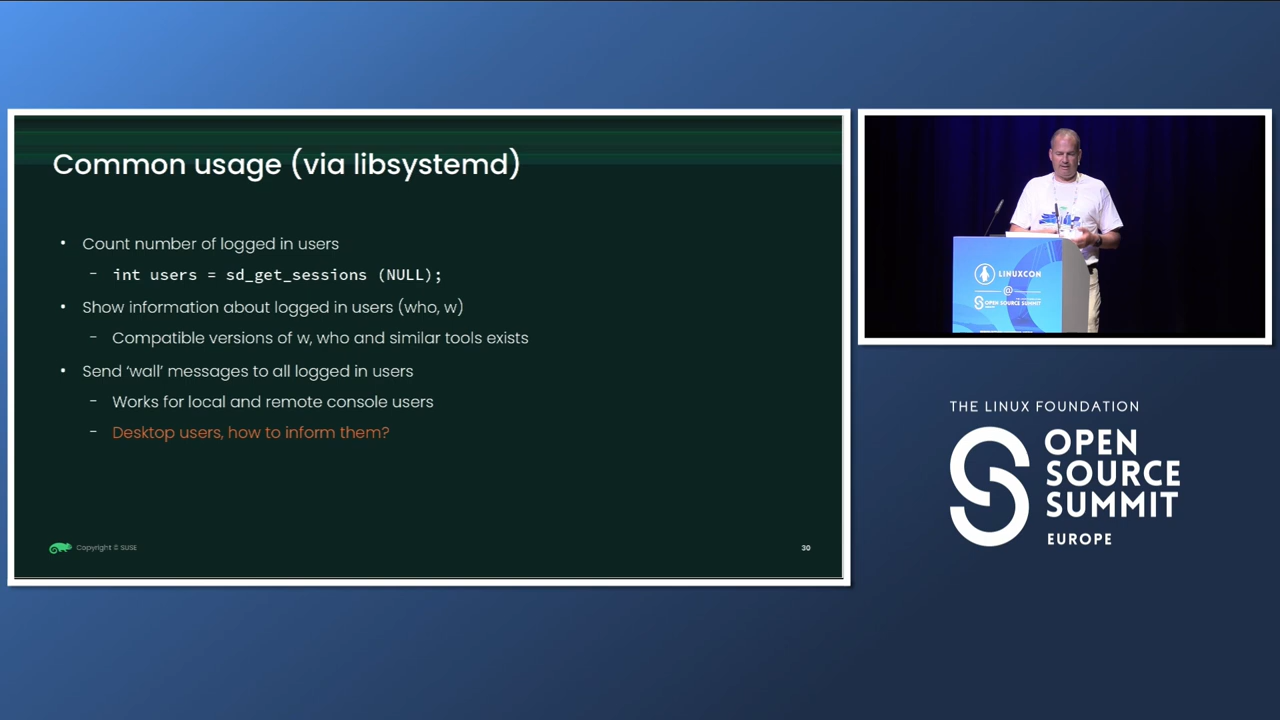 Common usage (via libsystemd)
• Count number of logged in users
- int users = sd_get_sessions (NULL);
• Show information about logged in users (who, w)
- Compatible versions of w, who and similar tools exists
• Send ‘wall’ messages to all logged in users
- Works for local and remote console users
- Desktop users, how to inform them?
Copyright © SUSE
30
LINUXCON
@
OPEN SOURCE SUMMIT
THE LINUX FOUNDATION
OPEN
SOURCE
SUMMIT
EUROPE